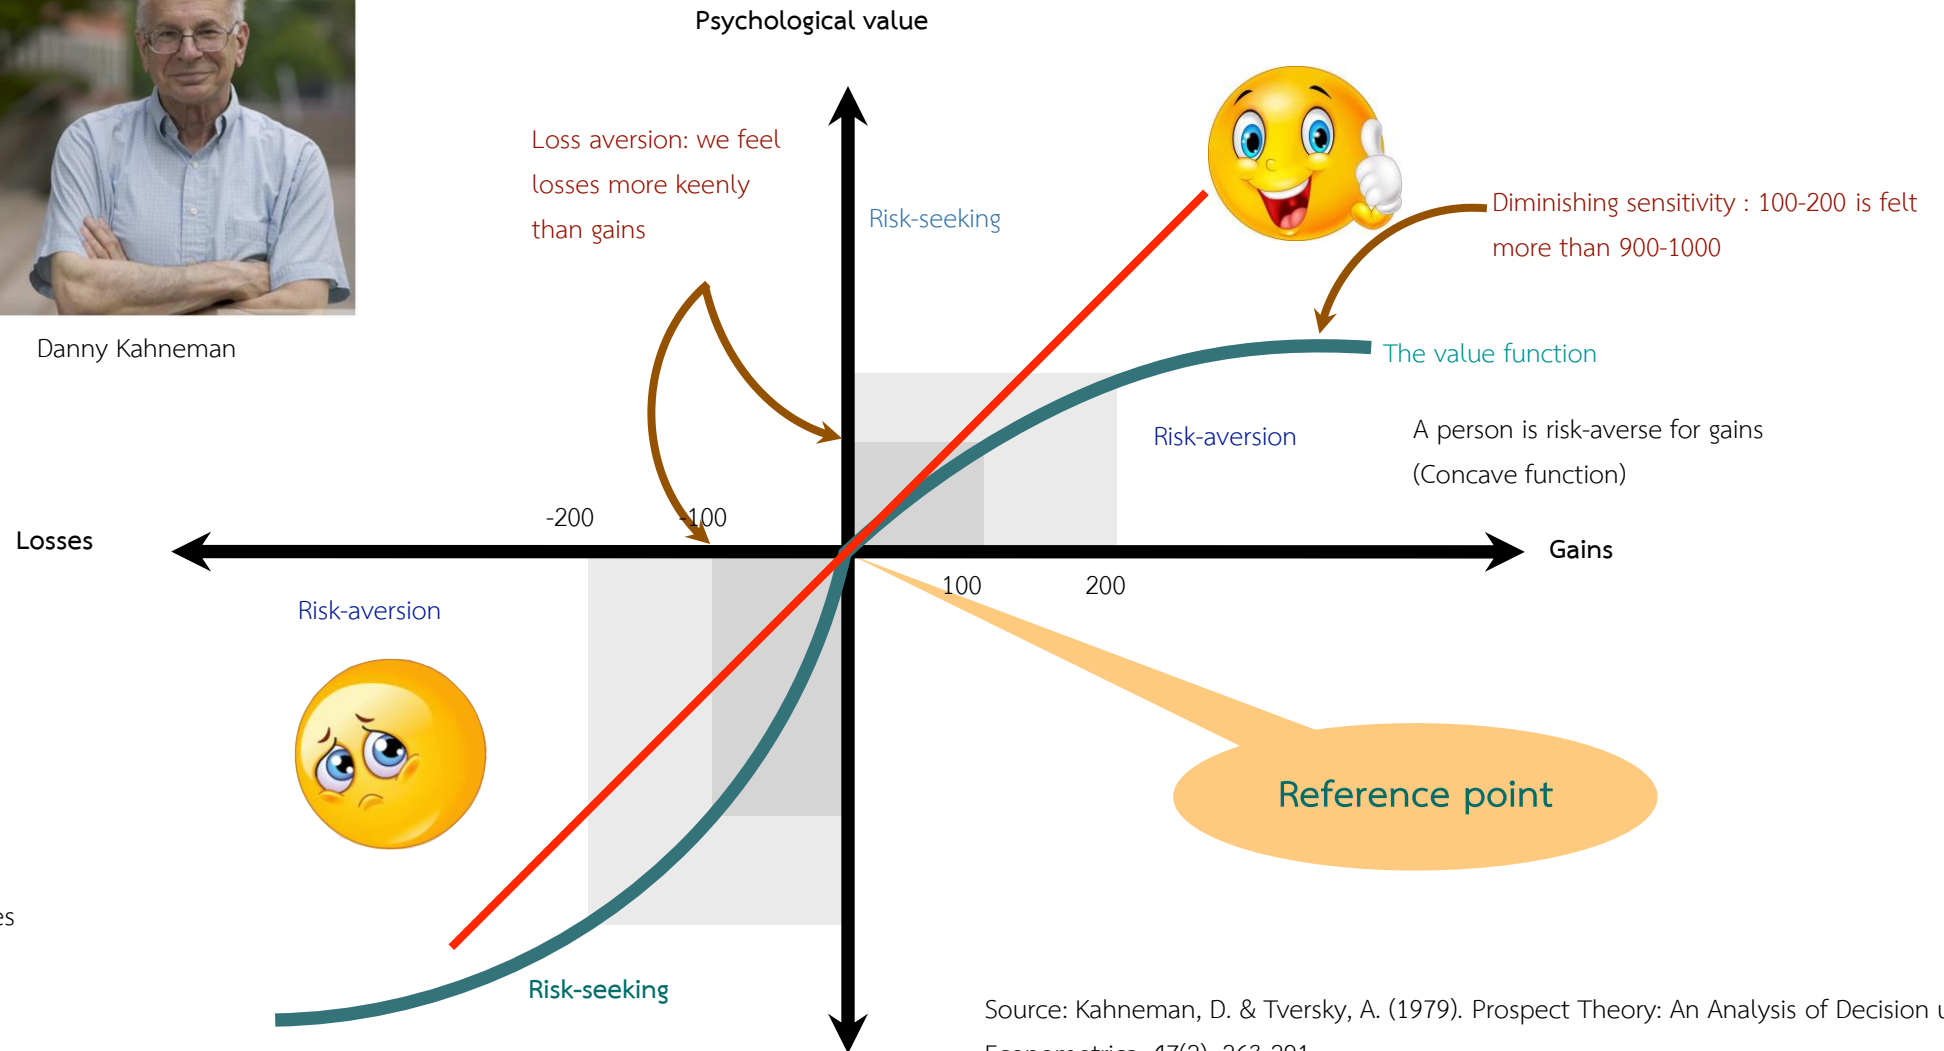 Psychological value
Loss aversion: we feel
losses more keenly
than gains
Risk-seeking
Diminishing sensitivity : 100-200 is felt
more than 900-1000
Danny Kahneman
The value function
Risk-aversion
A person is risk-averse for gains
(Concave function)
-200
-100
Losses
Gains
100
200
Risk-aversion
Reference point
Risk-seeking
Source: Kahneman, D. & Tversky, A. (1979). Prospect Theory: An Analysis of Decision